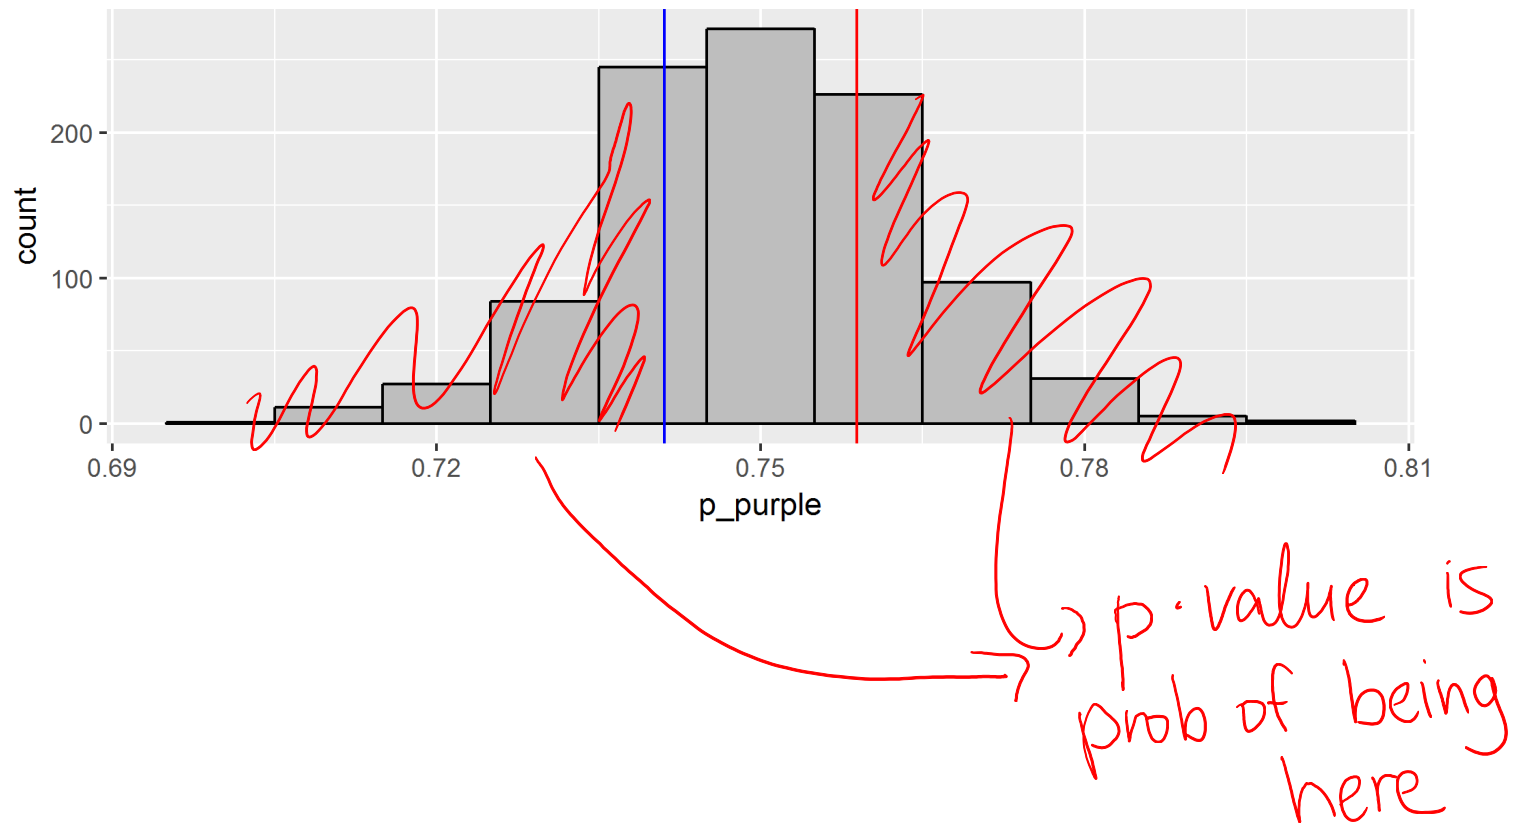 count
200
100
0
0.69 0.72 0.75 0.78 0.81
p_purple
p-value is
prob of being
here